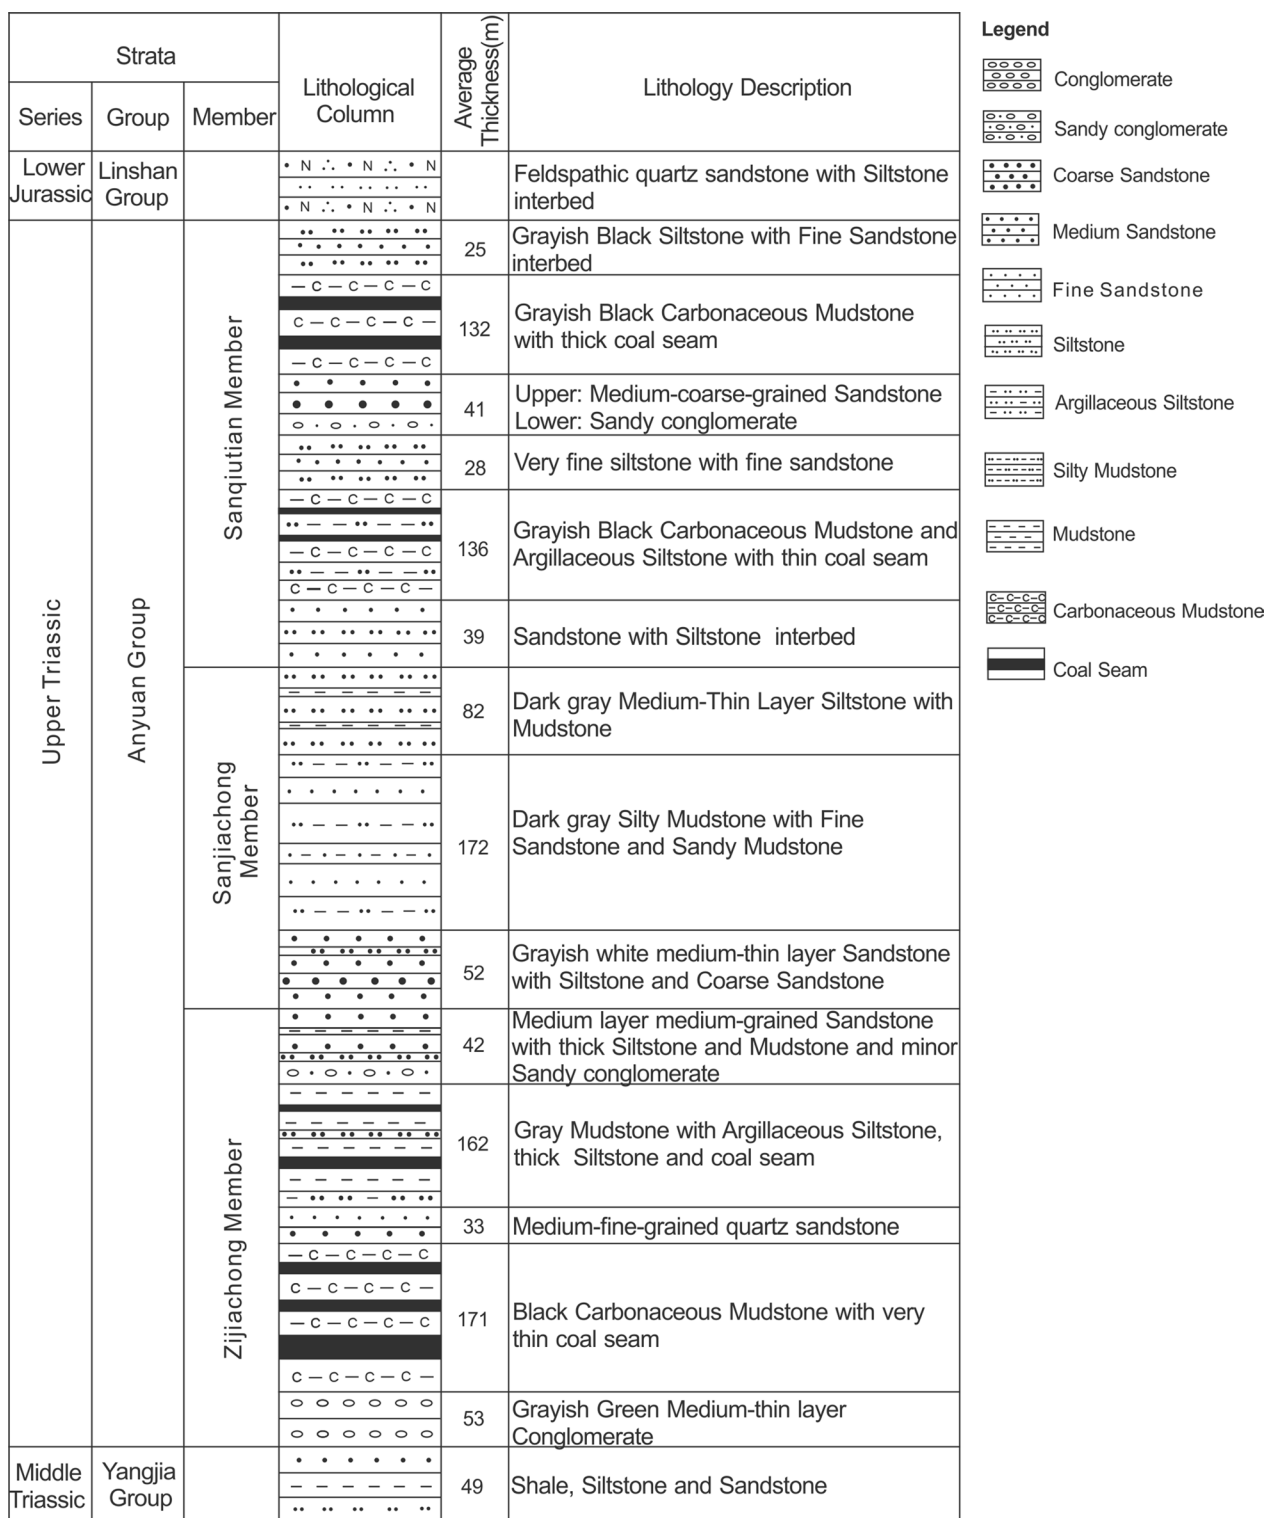 Strata
Series
Group
Member
Lithological
Column
Average
Thickness(m)
Lithology Description
Lower
Jurassic
Linshan
Group
Feldspathic quartz sandstone with Siltstone
interbed
Upper Triassic
Anyuan Group
Sanqiutian Member
25
Grayish Black Siltstone with Fine Sandstone
interbed
132
Grayish Black Carbonaceous Mudstone
with thick coal seam
41
Upper: Medium-coarse-grained Sandstone
Lower: Sandy conglomerate
28
Very fine siltstone with fine sandstone
136
Grayish Black Carbonaceous Mudstone and
Argillaceous Siltstone with thin coal seam
39
Sandstone with Siltstone interbed
Sanjiachong
Member
82
Dark gray Medium-Thin Layer Siltstone with
Mudstone
172
Dark gray Silty Mudstone with Fine
Sandstone and Sandy Mudstone
52
Grayish white medium-thin layer Sandstone
with Siltstone and Coarse Sandstone
Zijiachong Member
42
Medium layer medium-grained Sandstone
with thick Siltstone and Mudstone and minor
Sandy conglomerate
162
Gray Mudstone with Argillaceous Siltstone,
thick Siltstone and coal seam
33
Medium-fine-grained quartz sandstone
171
Black Carbonaceous Mudstone with very
thin coal seam
53
Grayish Green Medium-thin layer
Conglomerate
Middle
Triassic
Yangjia
Group
49
Shale, Siltstone and Sandstone
Legend
Conglomerate
Sandy conglomerate
Coarse Sandstone
Medium Sandstone
Fine Sandstone
Siltstone
Argillaceous Siltstone
Silty Mudstone
Mudstone
Carbonaceous Mudstone
Coal Seam